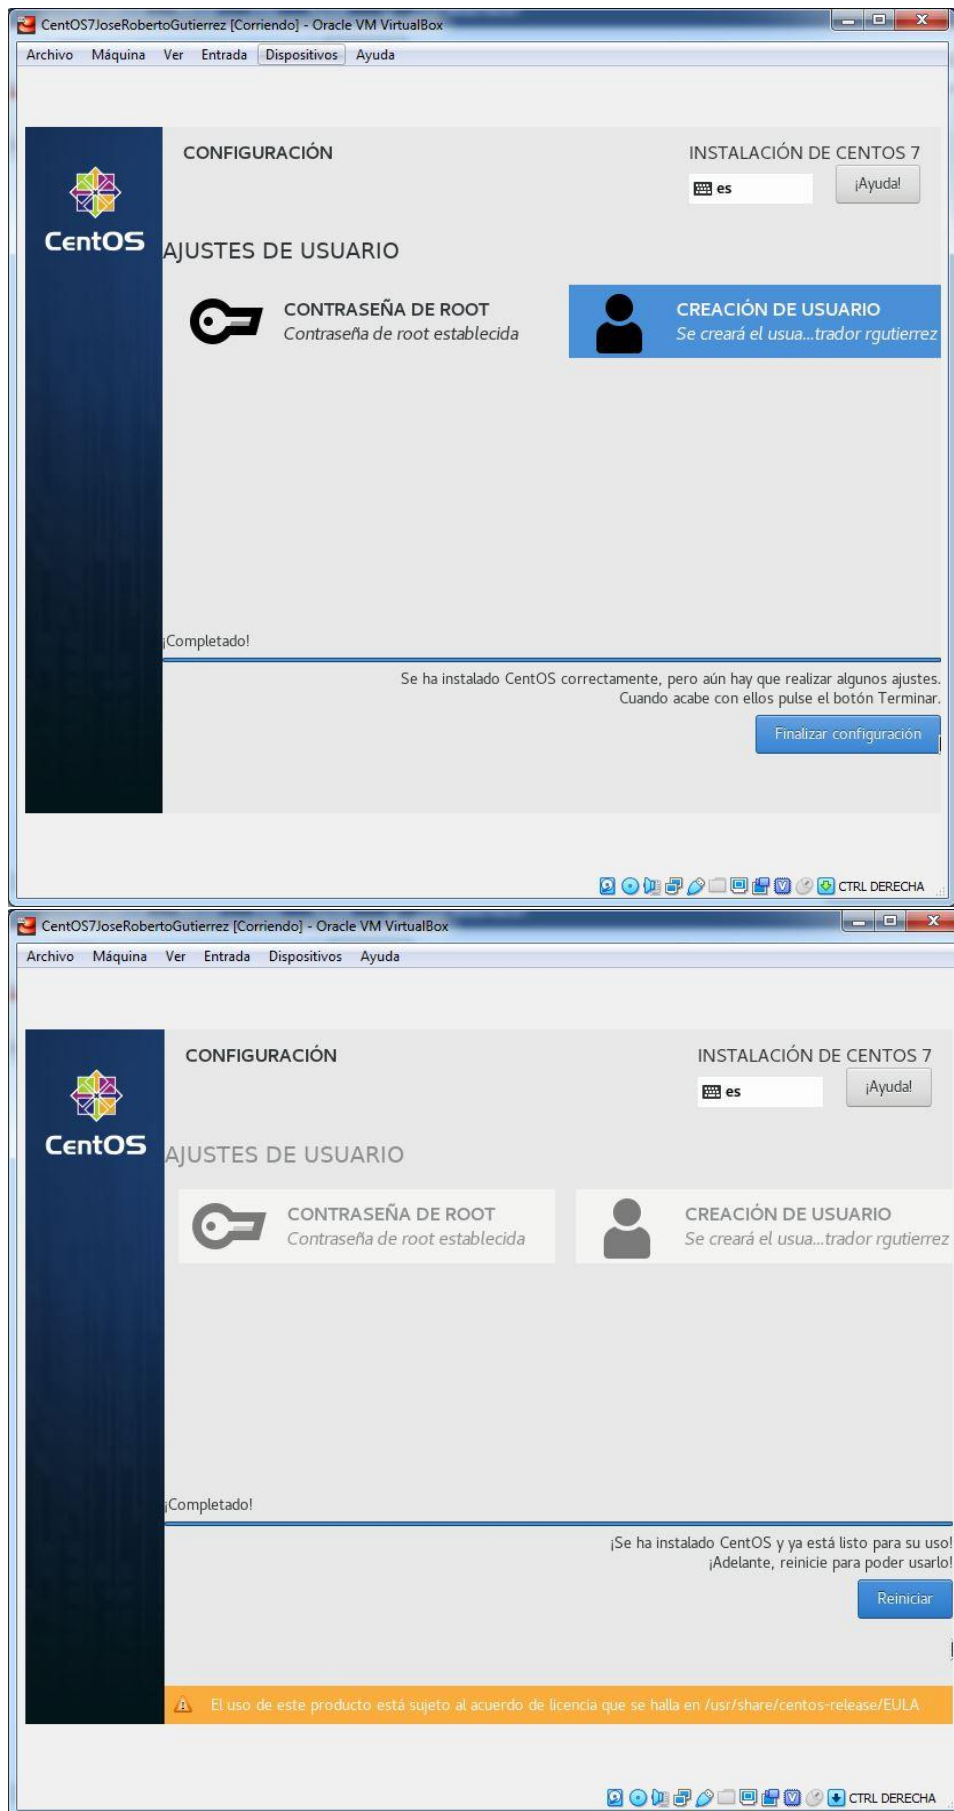 CentOS7JoseRobertoGutierrez [Corriendo] - Oracle VM VirtualBox
Archivo Máquina Ver Entrada Dispositivos Ayuda
CONFIGURACIÓN
INSTALACIÓN DE CENTOS 7
es
¡Ayuda!
CentOS
AJUSTES DE USUARIO
CONTRASEÑA DE ROOT
Contraseña de root establecida
CREACIÓN DE USUARIO
Se creará el usua...trador rgutierrez
¡Completado!
Se ha instalado CentOS correctamente, pero aún hay que realizar algunos ajustes.
Cuando acabe con ellos pulse el botón Terminar.
Finalizar configuración
CTRL DERECHA
CentOS7JoseRobertoGutierrez [Corriendo] - Oracle VM VirtualBox
Archivo Máquina Ver Entrada Dispositivos Ayuda
CONFIGURACIÓN
INSTALACIÓN DE CENTOS 7
es
¡Ayuda!
CentOS
AJUSTES DE USUARIO
CONTRASEÑA DE ROOT
Contraseña de root establecida
CREACIÓN DE USUARIO
Se creará el usua...trador rgutierrez
¡Completado!
¡Se ha instalado CentOS y ya está listo para su uso!
¡Adelante, reinicie para poder usarlo!
Reiniciar
El uso de este producto está sujeto al acuerdo de licencia que se halla en /usr/share/centos-release/EULA
CTRL DERECHA